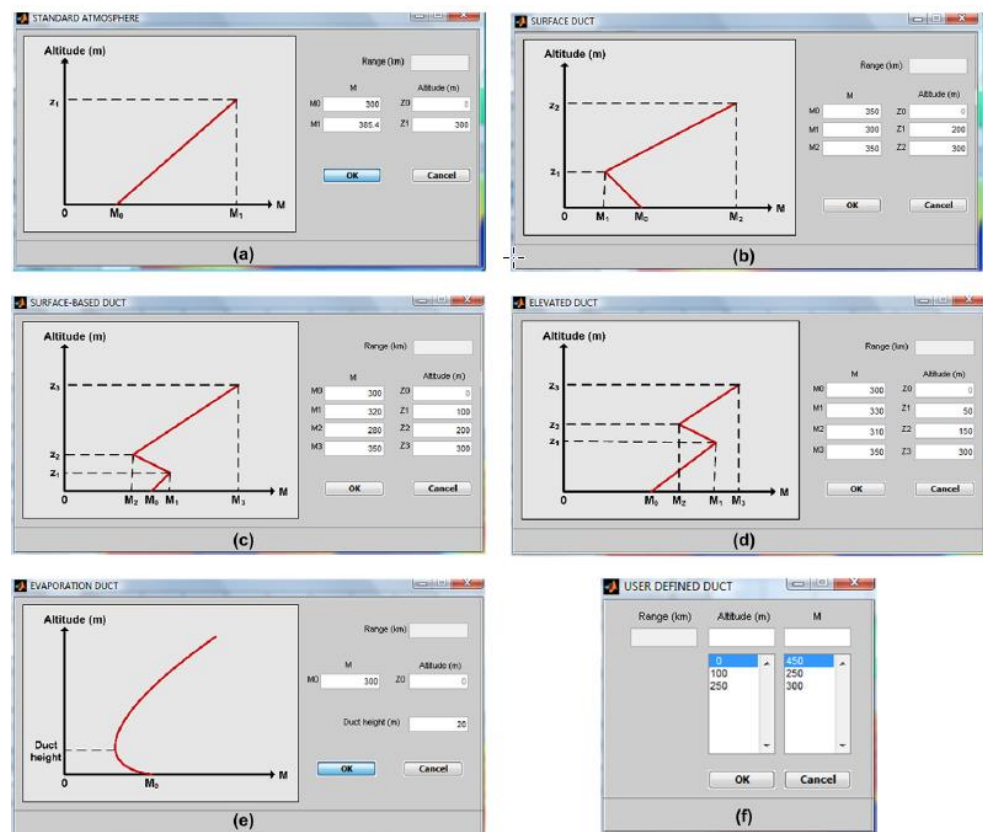 STANDARD ATMOSPHERE
Altitude (m)
Range (km)
M Altitude (m)
z₁
M0 300 Z0 0
M1 385.4 Z1 300
OK Cancel
0 M₀ M₁ M
(a)
SURFACE DUCT
Altitude (m)
Range (km)
M Altitude (m)
z₂
M0 350 Z0 0
M1 300 Z1 200
M2 350 Z2 300
z₁
OK Cancel
0 M₁ M₀ M₂ M
(b)
SURFACE-BASED DUCT
Altitude (m)
Range (km)
M Altitude (m)
z₃
M0 300 Z0 0
M1 320 Z1 100
M2 280 Z2 200
M3 350 Z3 300
z₂
z₁
OK Cancel
0 M₂ M₀ M₁ M₃ M
(c)
ELEVATED DUCT
Altitude (m)
Range (km)
M Altitude (m)
z₃
M0 300 Z0 0
M1 330 Z1 50
M2 310 Z2 150
M3 350 Z3 300
z₂
z₁
OK Cancel
0 M₀ M₂ M₁ M₃ M
(d)
EVAPORATION DUCT
Altitude (m)
Range (km)
M Altitude (m)
M0 300 Z0 0
Duct height (m) 20
Duct
height
OK Cancel
0 M₀ M
(e)
USER DEFINED DUCT
Range (km) Altitude (m) M
0 450
100 250
250 300
OK Cancel
(f)